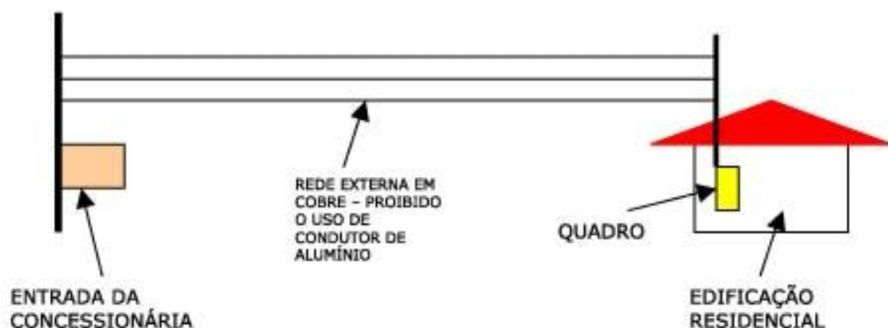 REDE EXTERNA EM
COBRE – PROIBIDO
O USO DE
CONDUTOR DE
ALUMÍNIO
QUADRO
ENTRADA DA
CONCESSIONÁRIA
EDIFICAÇÃO
RESIDENCIAL